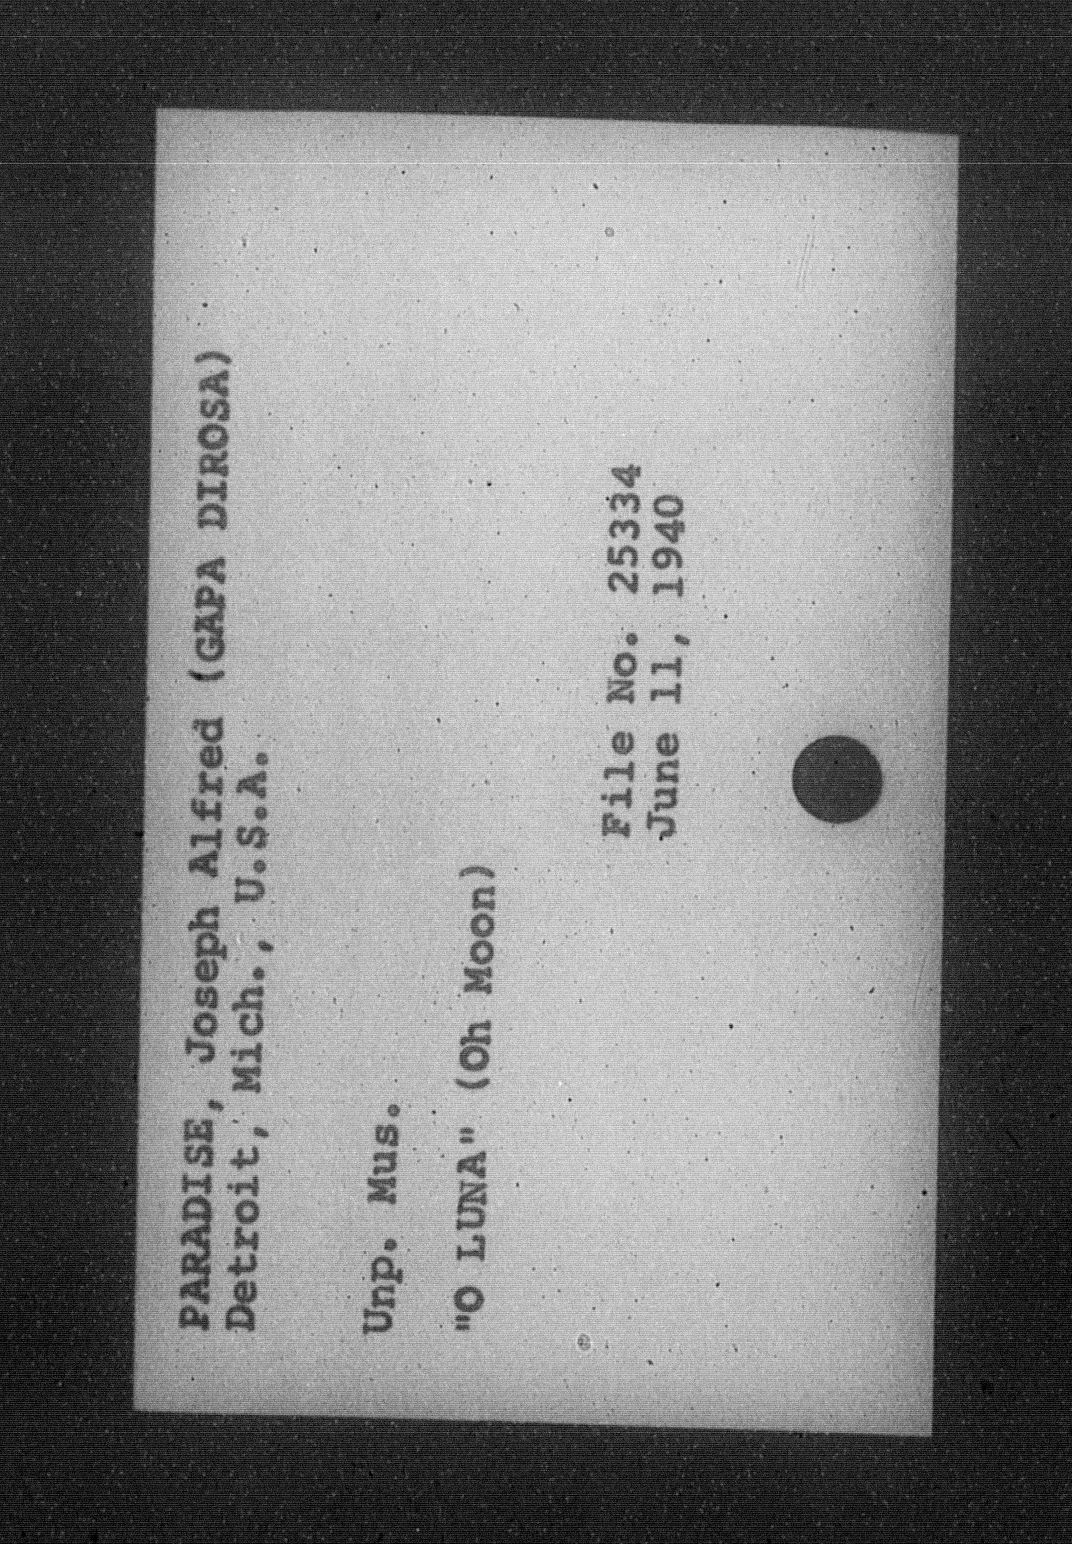 PARADISE, Joseph Alfred (GAPA DIROSA)
Detroit, Mich., U.S.A.
Unp. Mus.
"O LUNA" (Oh Moon)
File No. 25334
June 11, 1940